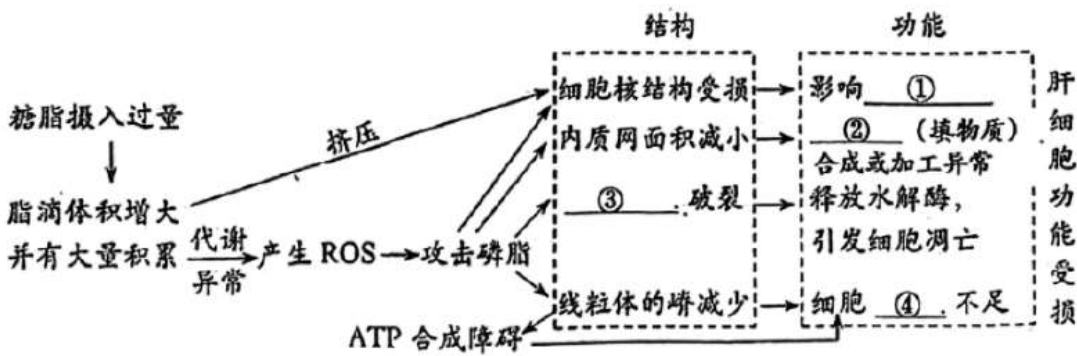 结构
功能
糖脂摄入过量
脂滴体积增大
并有大量积累
挤压
代谢
异常
产生 ROS
攻击磷脂
细胞核结构受损
内质网面积减小
③ . 破裂
线粒体的嵴减少
ATP 合成障碍
影响 ①
② (填物质)
合成或加工异常
释放水解酶,
引发细胞凋亡
细胞 ④ . 不足
肝细胞功能受损